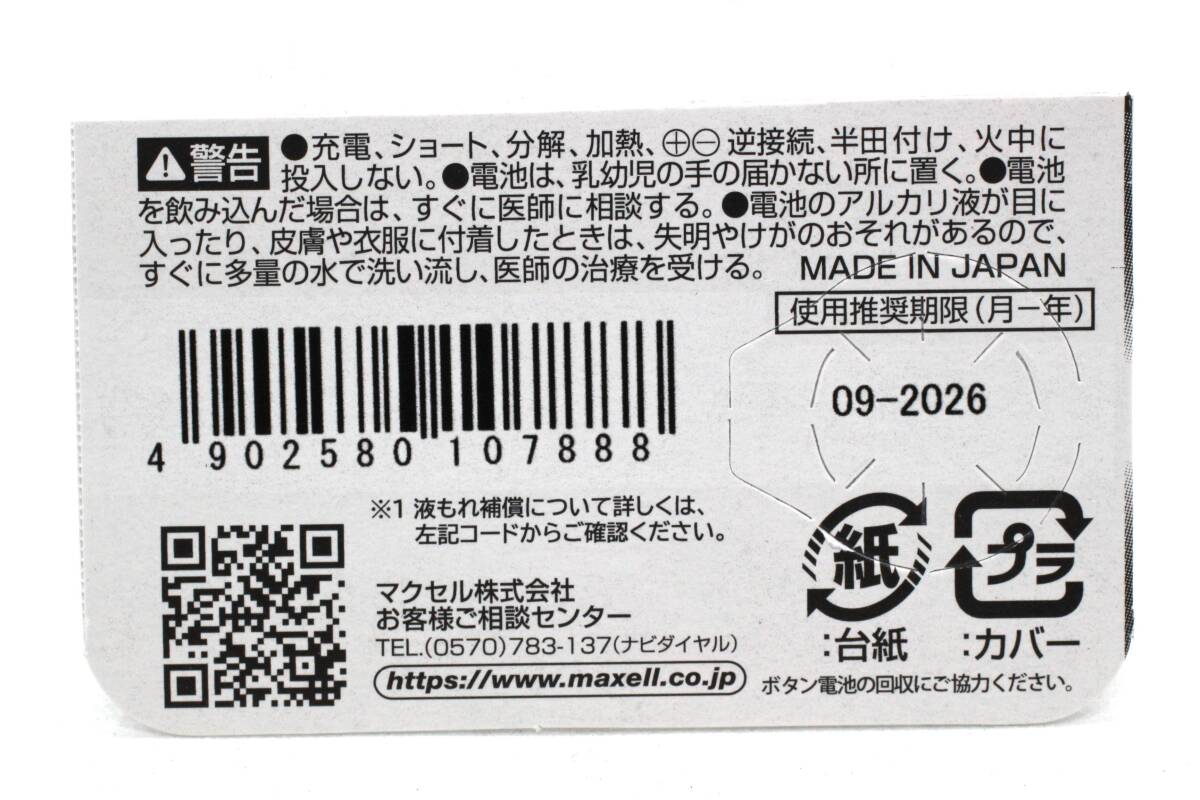 警告 ●充電、ショート、分解、加熱、⊕⊖逆接続、半田付け、火中に
投入しない。●電池は、乳幼児の手の届かない所に置く。●電池
を飲み込んだ場合は、すぐに医師に相談する。●電池のアルカリ液が目に
入ったり、皮膚や衣服に付着したときは、失明やけがのおそれがあるので、
すぐに多量の水で洗い流し、医師の治療を受ける。 MADE IN JAPAN
使用推奨期限(月－年)
09-2026
4 902580 107888
※1 液もれ補償について詳しくは、
左記コードからご確認ください。
マクセル株式会社
お客様ご相談センター
TEL.(0570)783-137(ナビダイヤル)
https://www.maxell.co.jp
紙 プラ
:台紙 :カバー
ボタン電池の回収にご協力ください。